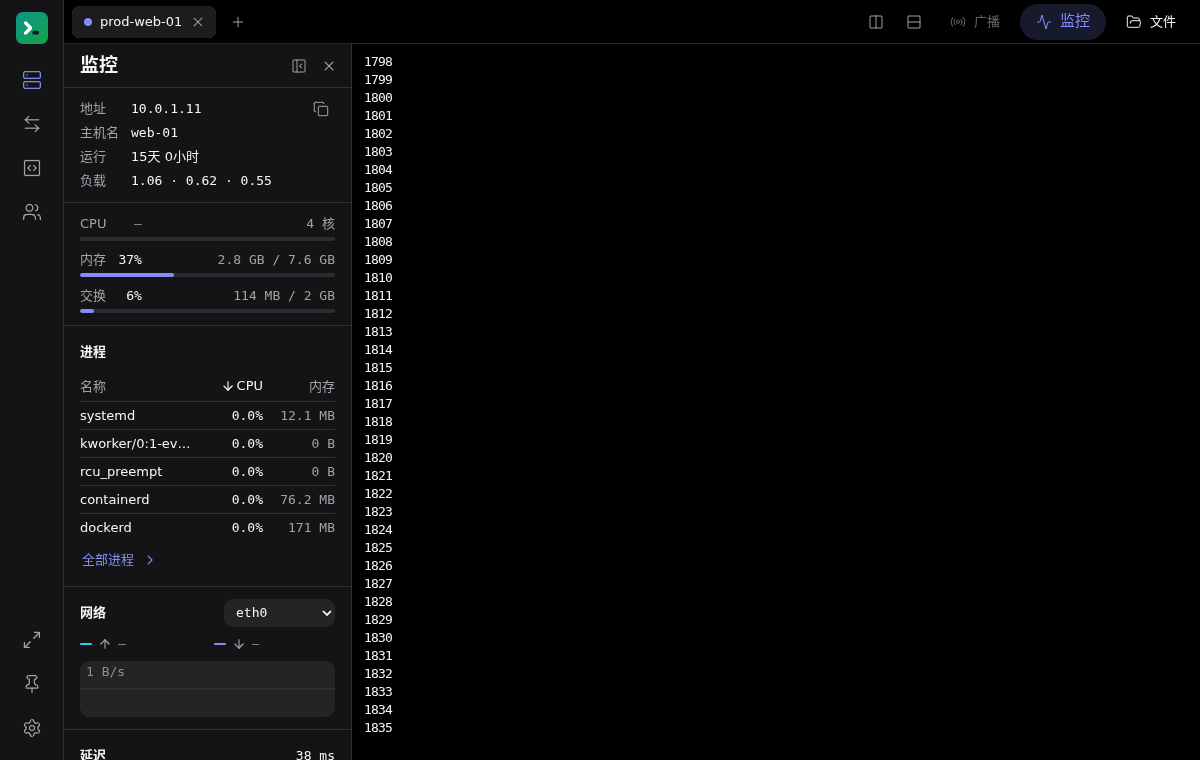 prod-web-01
广播
监控
文件
监控
地址 10.0.1.11
主机名 web-01
运行 15天 0小时
负载 1.06 · 0.62 · 0.55
CPU — 4 核
内存 37% 2.8 GB / 7.6 GB
交换 6% 114 MB / 2 GB
进程
名称 CPU 内存
systemd 0.0% 12.1 MB
kworker/0:1-ev… 0.0% 0 B
rcu_preempt 0.0% 0 B
containerd 0.0% 76.2 MB
dockerd 0.0% 171 MB
全部进程
网络 eth0
— —
1 B/s
延迟 38 ms
1798
1799
1800
1801
1802
1803
1804
1805
1806
1807
1808
1809
1810
1811
1812
1813
1814
1815
1816
1817
1818
1819
1820
1821
1822
1823
1824
1825
1826
1827
1828
1829
1830
1831
1832
1833
1834
1835